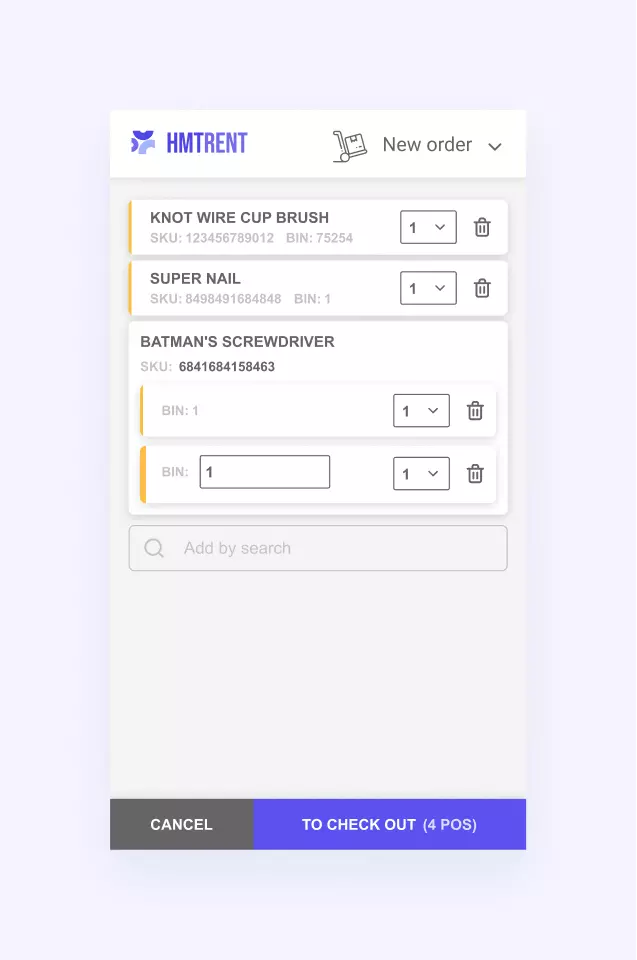 HMTRENT
New order
KNOT WIRE CUP BRUSH
SKU: 123456789012 BIN: 75254
1
SUPER NAIL
SKU: 8498491684848 BIN: 1
1
BATMAN'S SCREWDRIVER
SKU: 6841684158463
BIN: 1
1
BIN: 1
1
Add by search
CANCEL
TO CHECK OUT (4 POS)